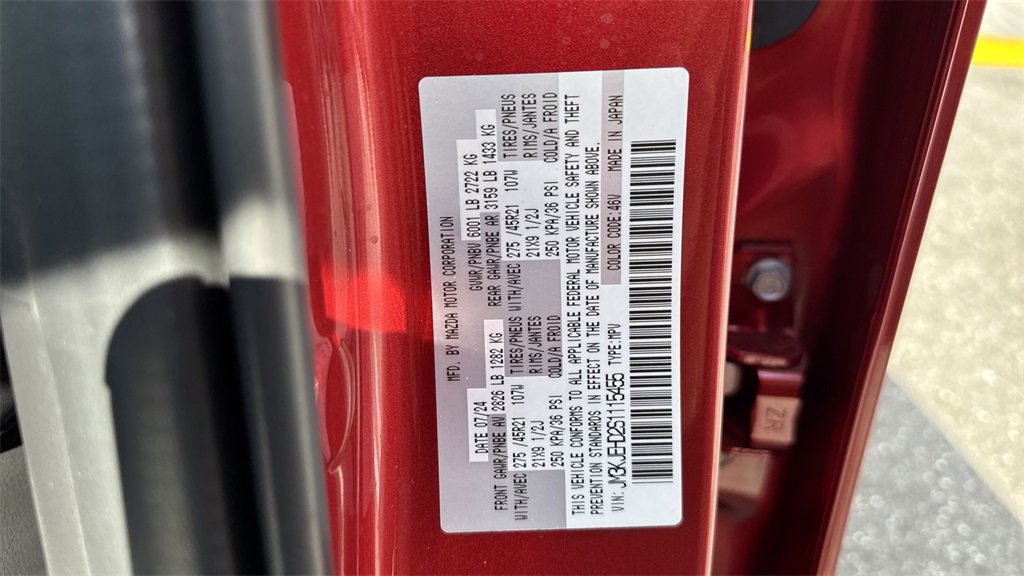 MFD. BY MAZDA MOTOR CORPORATION
DATE 07/24 GVWR/PNBV 6001 LB 2722 KG
FRONT GAWR/PNBE AV 2826 LB 1282 KG REAR GAWR/PNBE AR 3159 LB 1433 KG
WITH/AVEC 275 /45R21 107W TIRES/PNEUS WITH/AVEC 275 /45R21 107W TIRES/PNEUS
21X9 1/2J RIMS/JANTES 21X9 1/2J RIMS/JANTES
250 KPA/36 PSI COLD/A FROID 250 KPA/36 PSI COLD/A FROID
THIS VEHICLE CONFORMS TO ALL APPLICABLE FEDERAL MOTOR VEHICLE SAFETY AND THEFT
PREVENTION STANDARDS IN EFFECT ON THE DATE OF MANUFACTURE SHOWN ABOVE.
VIN: JM3KJEHD2S1115455 TYPE:MPV COLOR CODE:46V MADE IN JAPAN
ZR